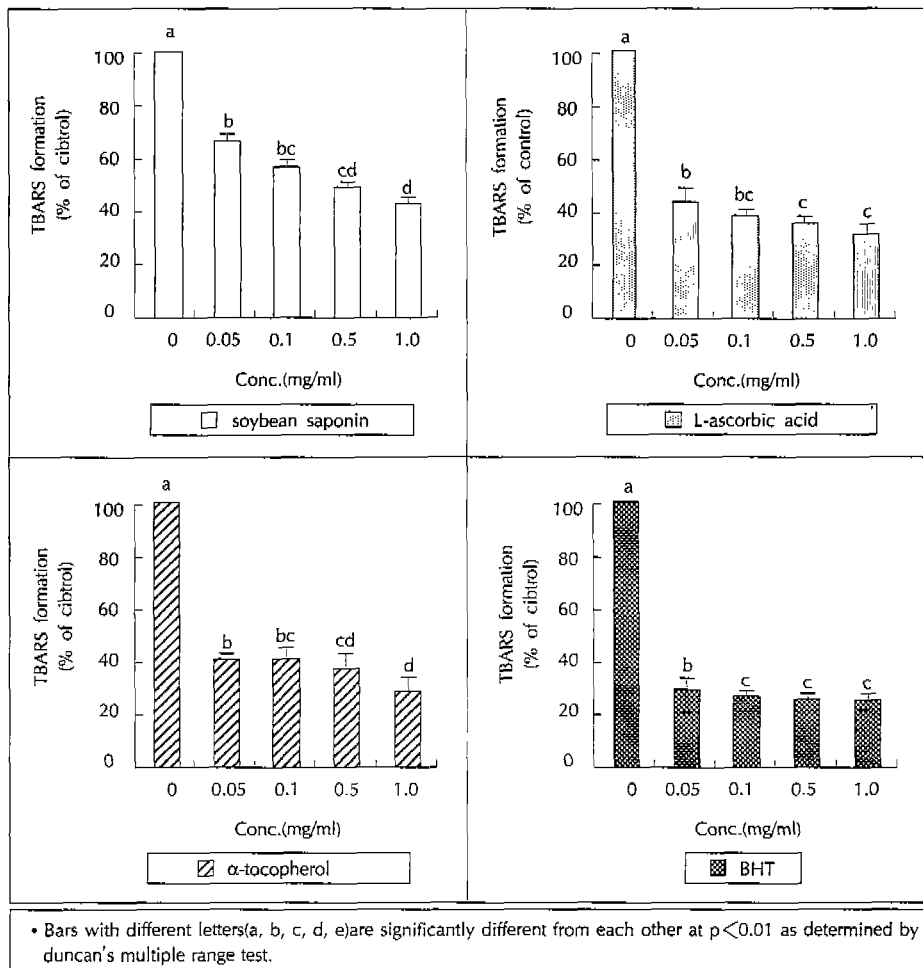 a
100
80
60
40
20
0
TBARS formation
(% of cibtrol)
b
bc
cd
d
0 0.05 0.1 0.5 1.0
Conc.(mg/ml)
soybean saponin
a
100
80
60
40
20
0
TBARS formation
(% of control)
b
bc
c
c
0 0.05 0.1 0.5 1.0
Conc.(mg/ml)
L-ascorbic acid
a
100
80
60
40
20
0
TBARS formation
(% of cibtrol)
b
bc
cd
d
0 0.05 0.1 0.5 1.0
Conc.(mg/ml)
α-tocopherol
a
100
80
60
40
20
0
TBARS formation
(% of cibtrol)
b
c
c
c
0 0.05 0.1 0.5 1.0
Conc.(mg/ml)
BHT
• Bars with different letters(a, b, c, d, e)are significantly different from each other at p<0.01 as determined by
duncan's multiple range test.